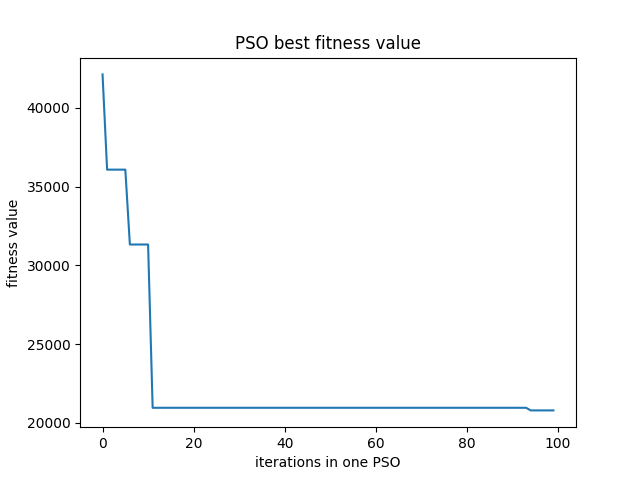 PSO best fitness value
fitness value
40000
35000
30000
25000
20000
0 20 40 60 80 100
iterations in one PSO